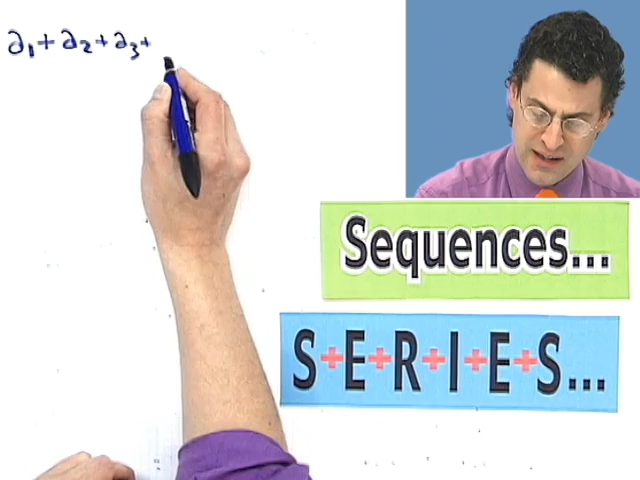 a₁ + a₂ + a₃ +
Sequences...
S+E+R+I+E+S...